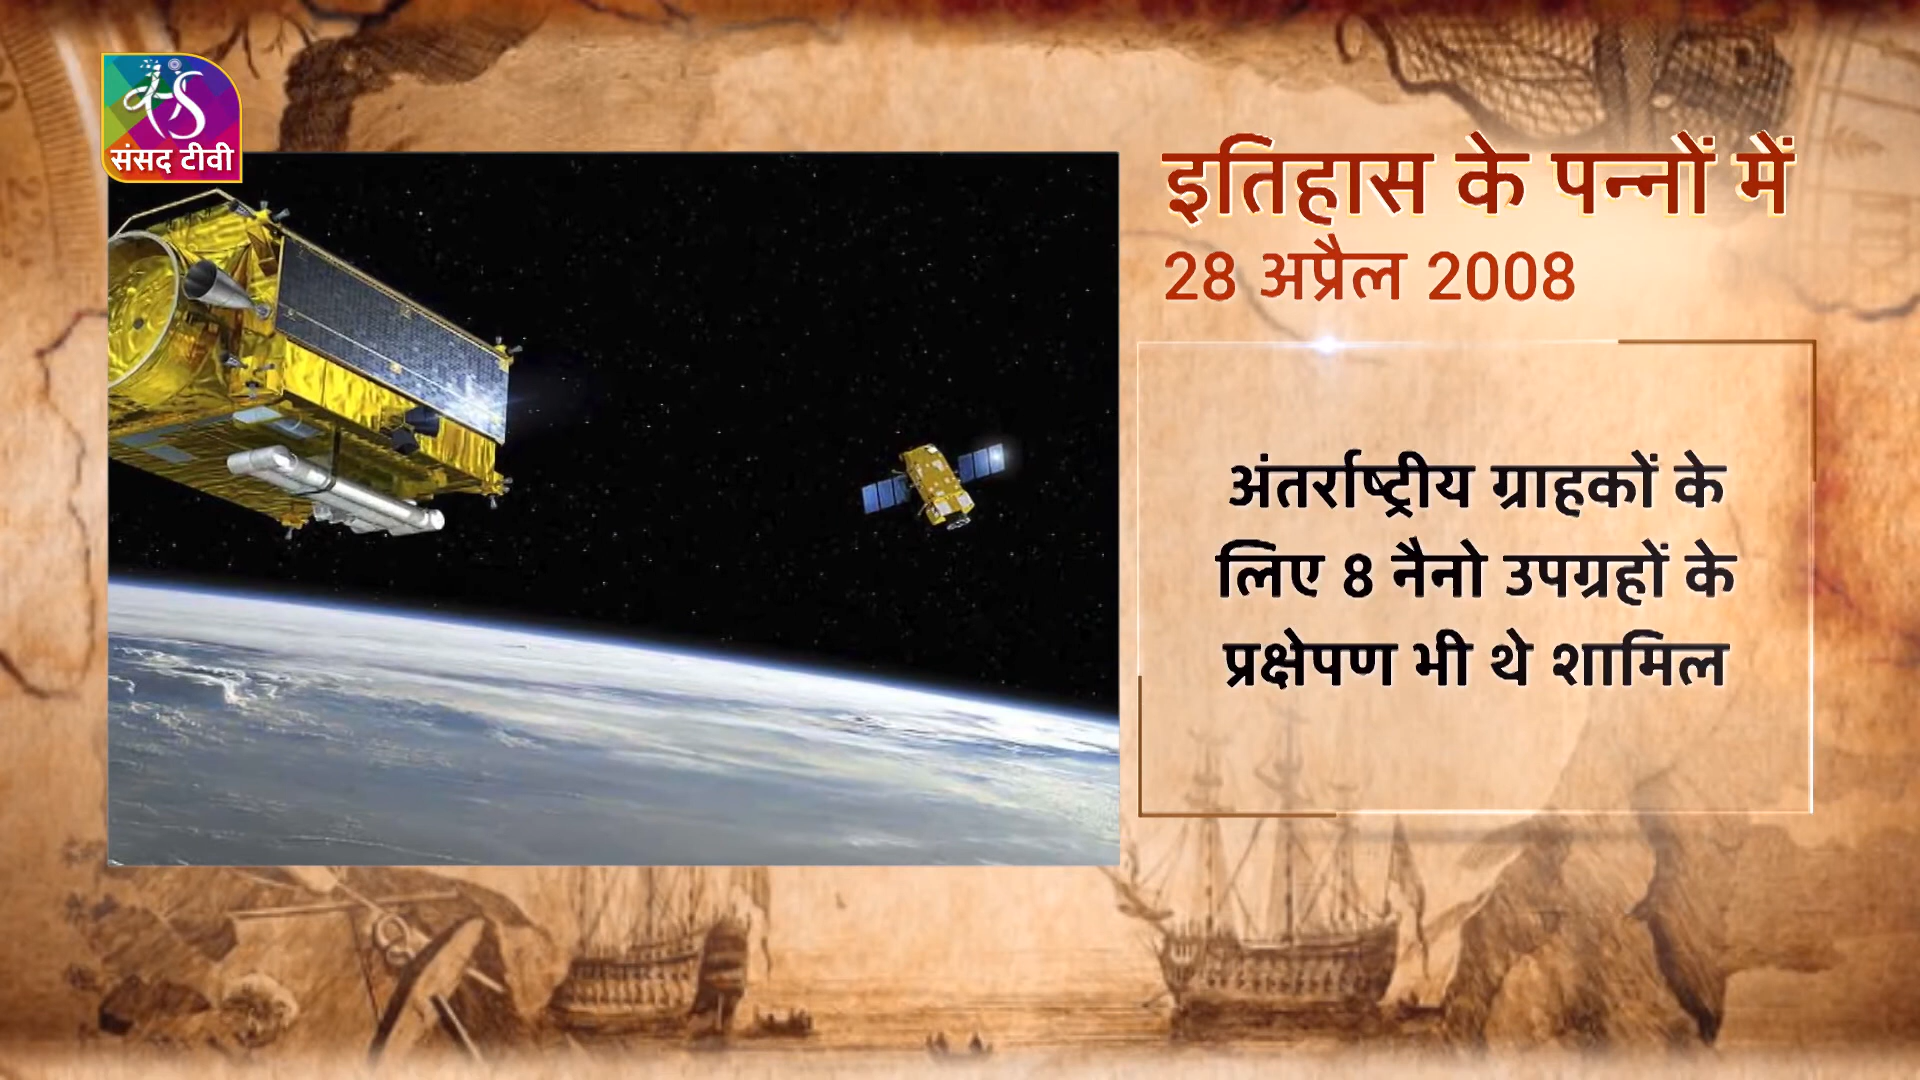 संसद टीवी
इतिहास के पन्नों में
28 अप्रैल 2008
अंतर्राष्ट्रीय ग्राहकों के
लिए 8 नैनो उपग्रहों के
प्रक्षेपण भी थे शामिल